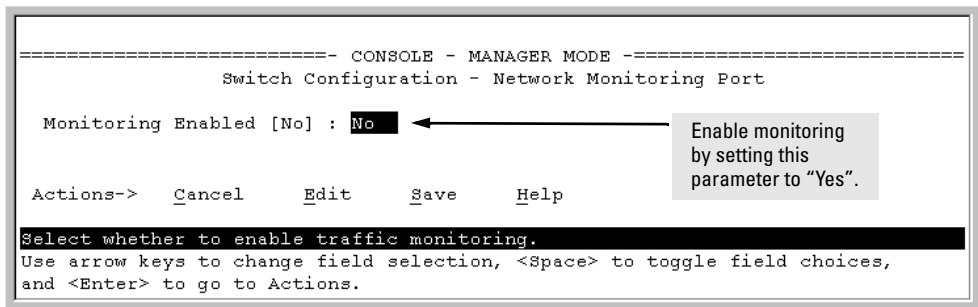 ==========================- CONSOLE - MANAGER MODE -============================
Switch Configuration - Network Monitoring Port
Monitoring Enabled [No] : No
Enable monitoring
by setting this
parameter to “Yes”.
Actions-> Cancel Edit Save Help
Select whether to enable traffic monitoring.
Use arrow keys to change field selection, <Space> to toggle field choices,
and <Enter> to go to Actions.